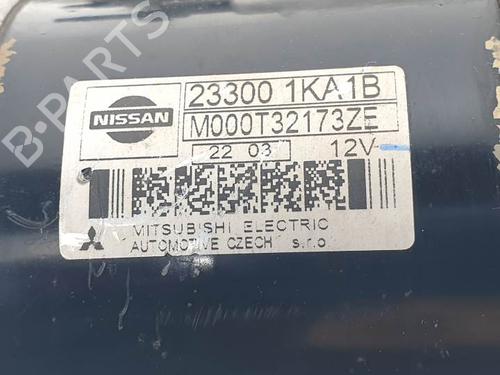 B-PARTS
NISSAN
23300 1KA1B
M000T32173ZE
22 03 12V
MITSUBISHI ELECTRIC
AUTOMOTIVE CZECH s.r.o